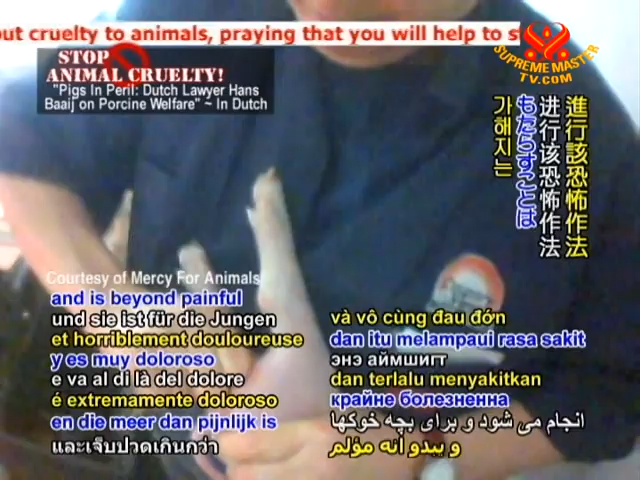 out cruelty to animals, praying that you will help to s
SUPREME MASTER
TV.COM
STOP
ANIMAL CRUELTY!
"Pigs In Peril: Dutch Lawyer Hans
Baaij on Porcine Welfare" ~ In Dutch
進行該恐怖作法
进行该恐怖作法
もたらすことは
가해지는
Courtesy of Mercy For Animals
and is beyond painful
und sie ist für die Jungen
et horriblement douloureuse
y es muy doloroso
e va al di là del dolore
é extremamente doloroso
en die meer dan pijnlijk is
และเจ็บปวดเกินกว่า
và vô cùng đau đớn
dan itu melampaui rasa sakit
энэ аймшигт
dan terlalu menyakitkan
крайне болезненна
انجام می شود و برای بچه خوکها
و يبدو أنه مؤلم